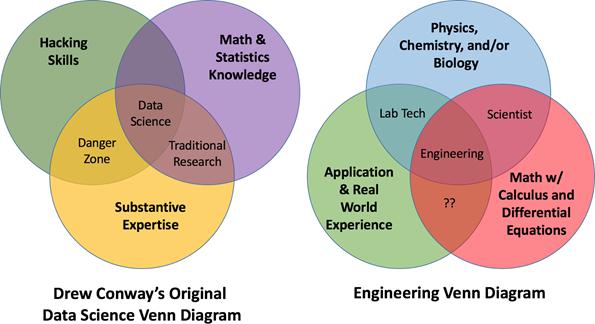 Hacking
Skills
Math &
Statistics
Knowledge
Data
Science
Danger
Zone
Traditional
Research
Substantive
Expertise
Drew Conway's Original
Data Science Venn Diagram
Physics,
Chemistry, and/or
Biology
Lab Tech
Scientist
Engineering
Application
& Real
World
Experience
Math w/
Calculus and
Differential
Equations
??
Engineering Venn Diagram